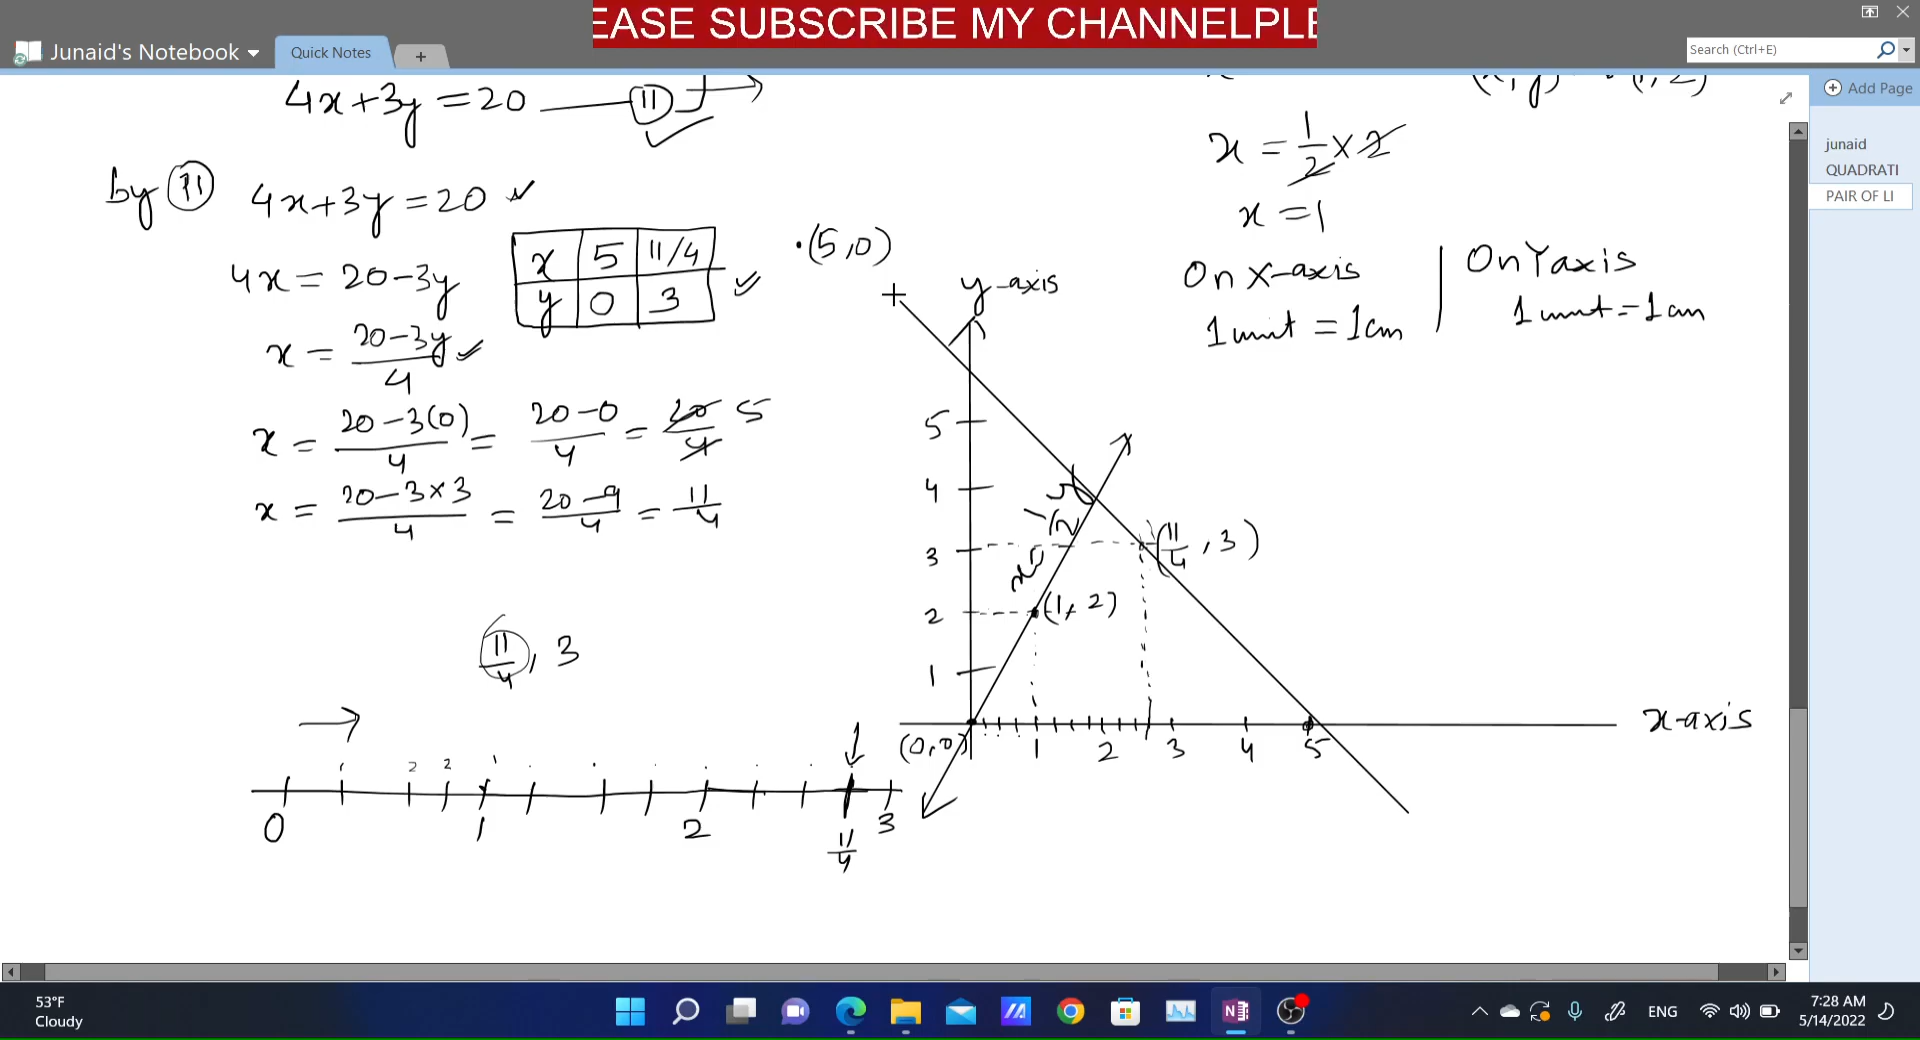 EASE SUBSCRIBE MY CHANNELPLE
Junaid's Notebook
Quick Notes
+
Search (Ctrl+E)
Add Page
junaid
QUADRATI
PAIR OF LI
4x+3y = 20 —— (11)
x = 1/2 × 2
x = 1
by (11) 4x+3y = 20
4x = 20-3y
x 5 11/4
y 0 3
·(5,0)
x = 20-3y/4
x = 20-3(0)/4 = 20-0/4 = 20/4 5
x = 20-3×3/4 = 20-9/4 = 11/4
11/4, 3
0 1 2 11/4 3
On X-axis
1 unit = 1cm
On Y axis
1 unit = 1cm
y-axis
5
4
3
2
1
(11/4, 3)
(1, 2)
(0,0) 1 2 3 4 5
x-axis
53°F
Cloudy
ENG
7:28 AM
5/14/2022